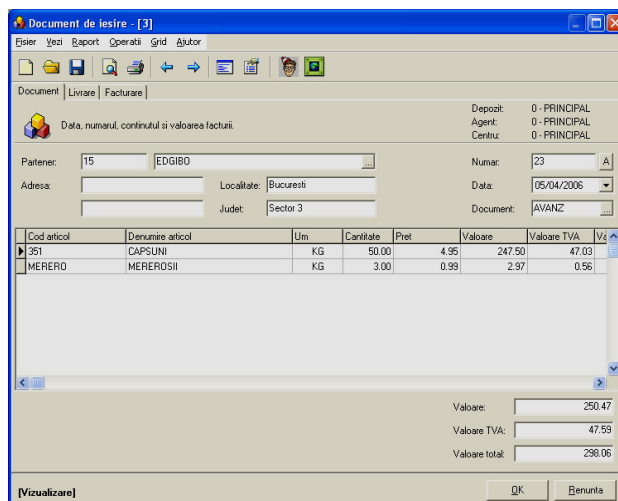 Document de iesire - [3]
Fisier Vezi Raport Operatii Grid Ajutor
Document Livrare Facturare
Data, numarul, continutul si valoarea facturii.
Depozit: 0 - PRINCIPAL
Agent: 0 - PRINCIPAL
Centru: 0 - PRINCIPAL
Partener: 15 EDGIBO ... Numar: 23 A
Adresa: Localitate: Bucuresti Data: 05/04/2006
Judet: Sector 3 Document: AVANZ ...
Cod articol Denumire articol Um Cantitate Pret Valoare Valoare TVA
351 CAPSUNI KG 50.00 4.95 247.50 47.03
MERERO MEREROSII KG 3.00 0.99 2.97 0.56
Valoare: 250.47
Valoare TVA: 47.59
Valoare total: 298.06
[Vizualizare] OK Renunta